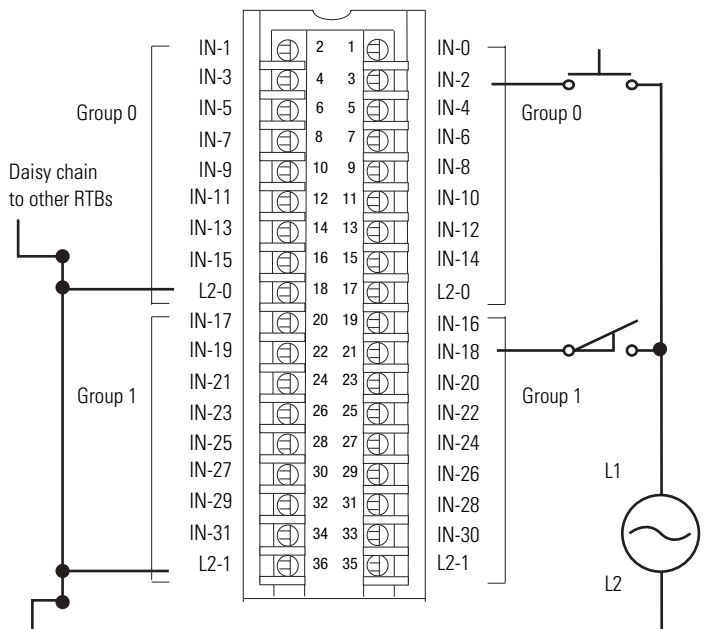 IN-1 2 1 IN-0
IN-3 4 3 IN-2
IN-5 6 5 IN-4
Group 0 Group 0
IN-7 8 7 IN-6
IN-9 10 9 IN-8
Daisy chain
to other RTBs
IN-11 12 11 IN-10
IN-13 14 13 IN-12
IN-15 16 15 IN-14
L2-0 18 17 L2-0
IN-17 20 19 IN-16
IN-19 22 21 IN-18
IN-21 24 23 IN-20
Group 1 Group 1
IN-23 26 25 IN-22
IN-25 28 27 IN-24
IN-27 30 29 IN-26
L1
IN-29 32 31 IN-28
IN-31 34 33 IN-30
L2-1 36 35 L2-1
L2